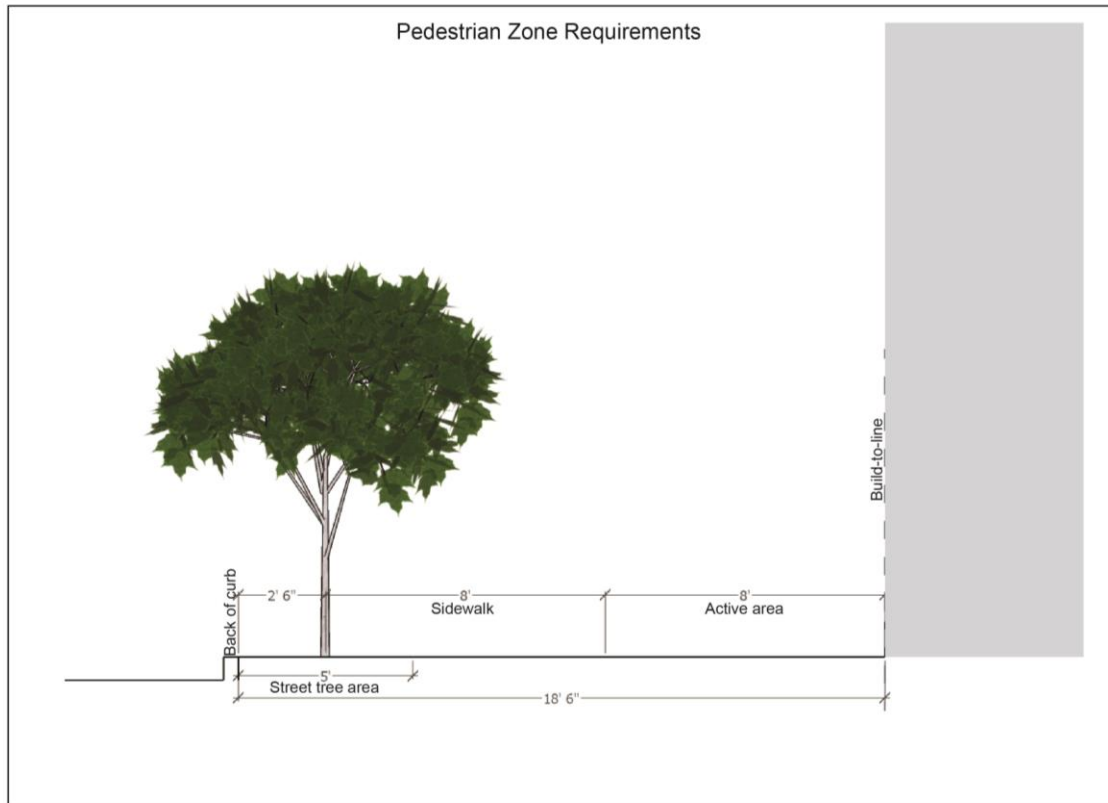 Pedestrian Zone Requirements
Build-to-line
Back of curb
2' 6"
8'
8'
Sidewalk
Active area
5'
Street tree area
18' 6"